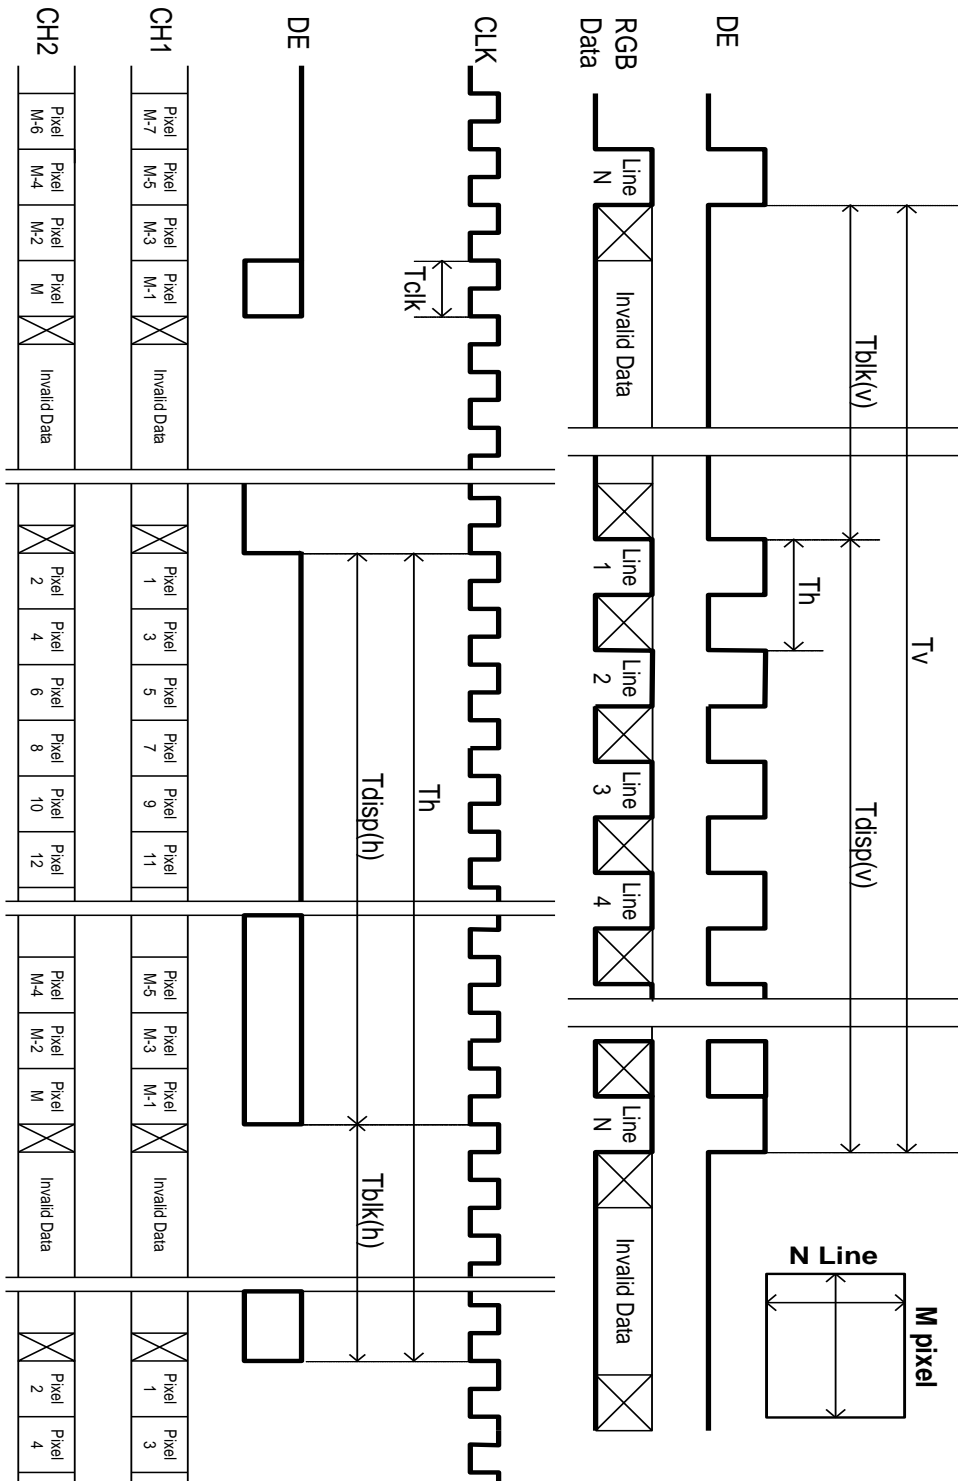 Tv
Tblk(v)
Tdisp(v)
Th
DE
RGB
Data
Line
N
Invalid Data
Line
1
Line
2
Line
3
Line
4
Line
N
Invalid Data
N Line
M pixel
CLK
Tclk
Th
Tdisp(h)
Tblk(h)
DE
CH1
Pixel
M-7
Pixel
M-5
Pixel
M-3
Pixel
M-1
Invalid Data
Pixel
1
Pixel
3
Pixel
5
Pixel
7
Pixel
9
Pixel
11
Pixel
M-5
Pixel
M-3
Pixel
M-1
Invalid Data
Pixel
1
Pixel
3
CH2
Pixel
M-6
Pixel
M-4
Pixel
M-2
Pixel
M
Invalid Data
Pixel
2
Pixel
4
Pixel
6
Pixel
8
Pixel
10
Pixel
12
Pixel
M-4
Pixel
M-2
Pixel
M
Invalid Data
Pixel
2
Pixel
4